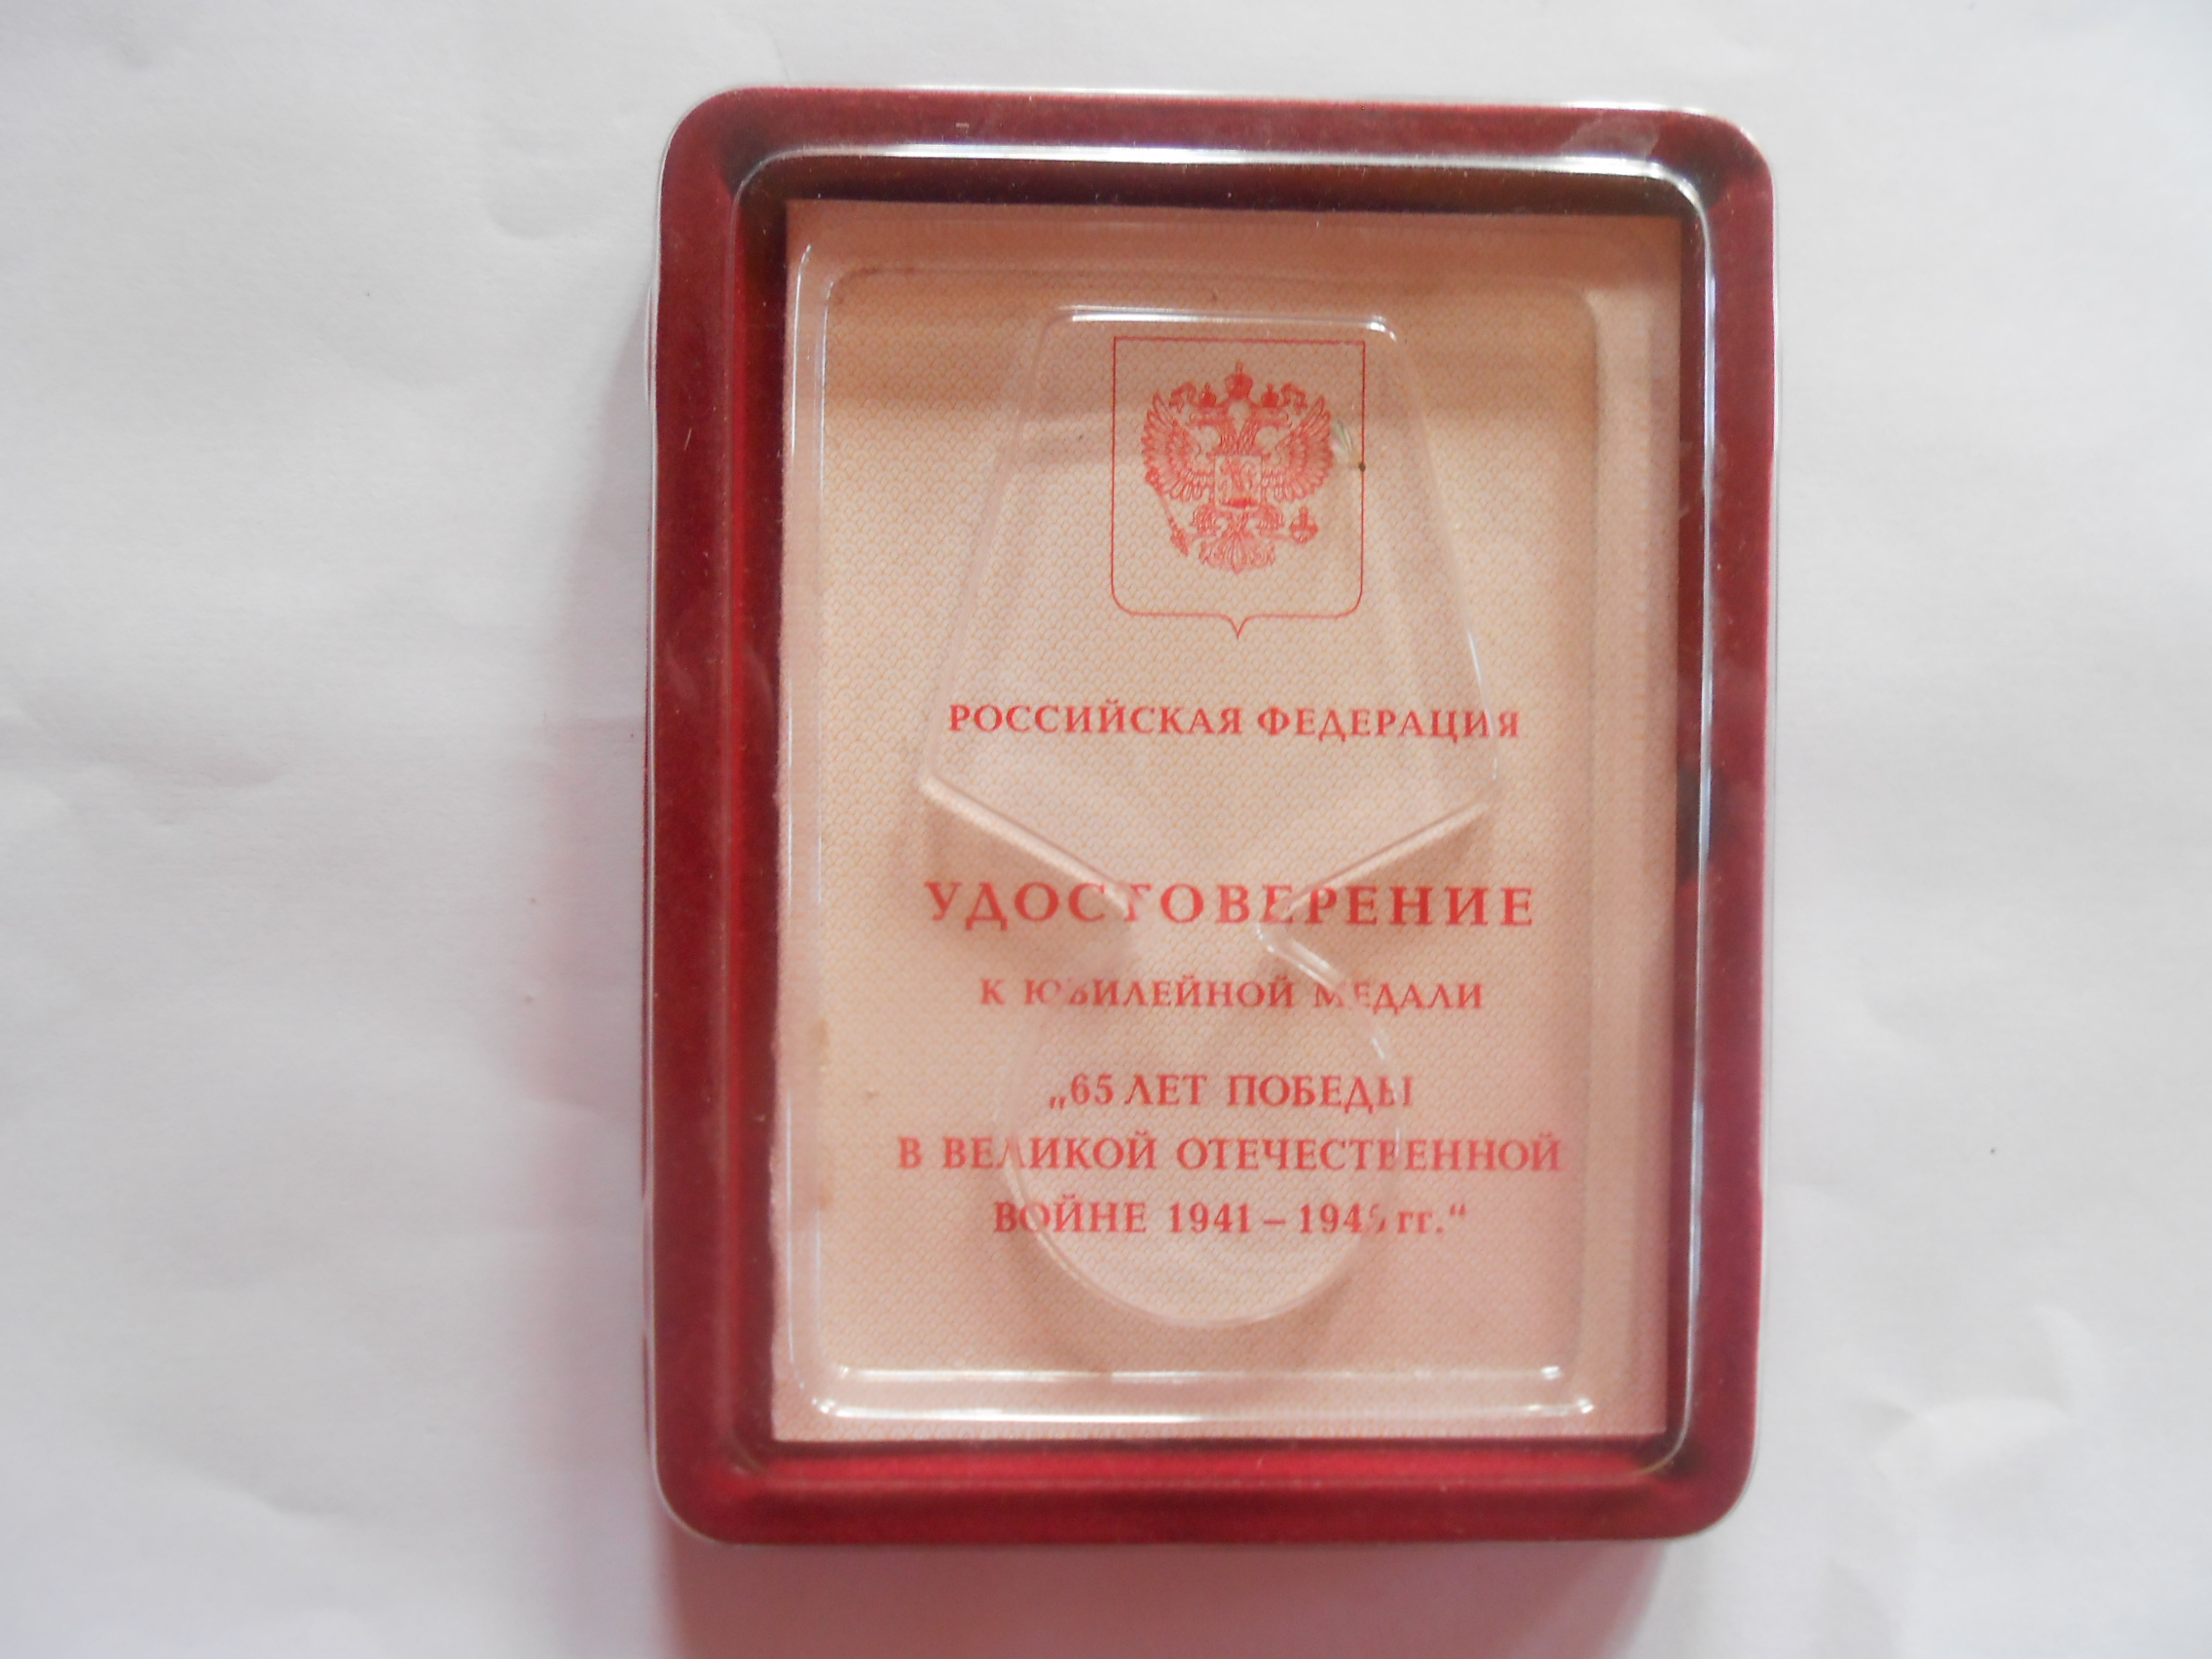 РОССИЙСКАЯ ФЕДЕРАЦИЯ
УДОСТОВЕРЕНИЕ
К ЮБИЛЕЙНОЙ МЕДАЛИ
„65 ЛЕТ ПОБЕДЫ
В ВЕЛИКОЙ ОТЕЧЕСТВЕННОЙ
ВОЙНЕ 1941 – 1945 гг.“